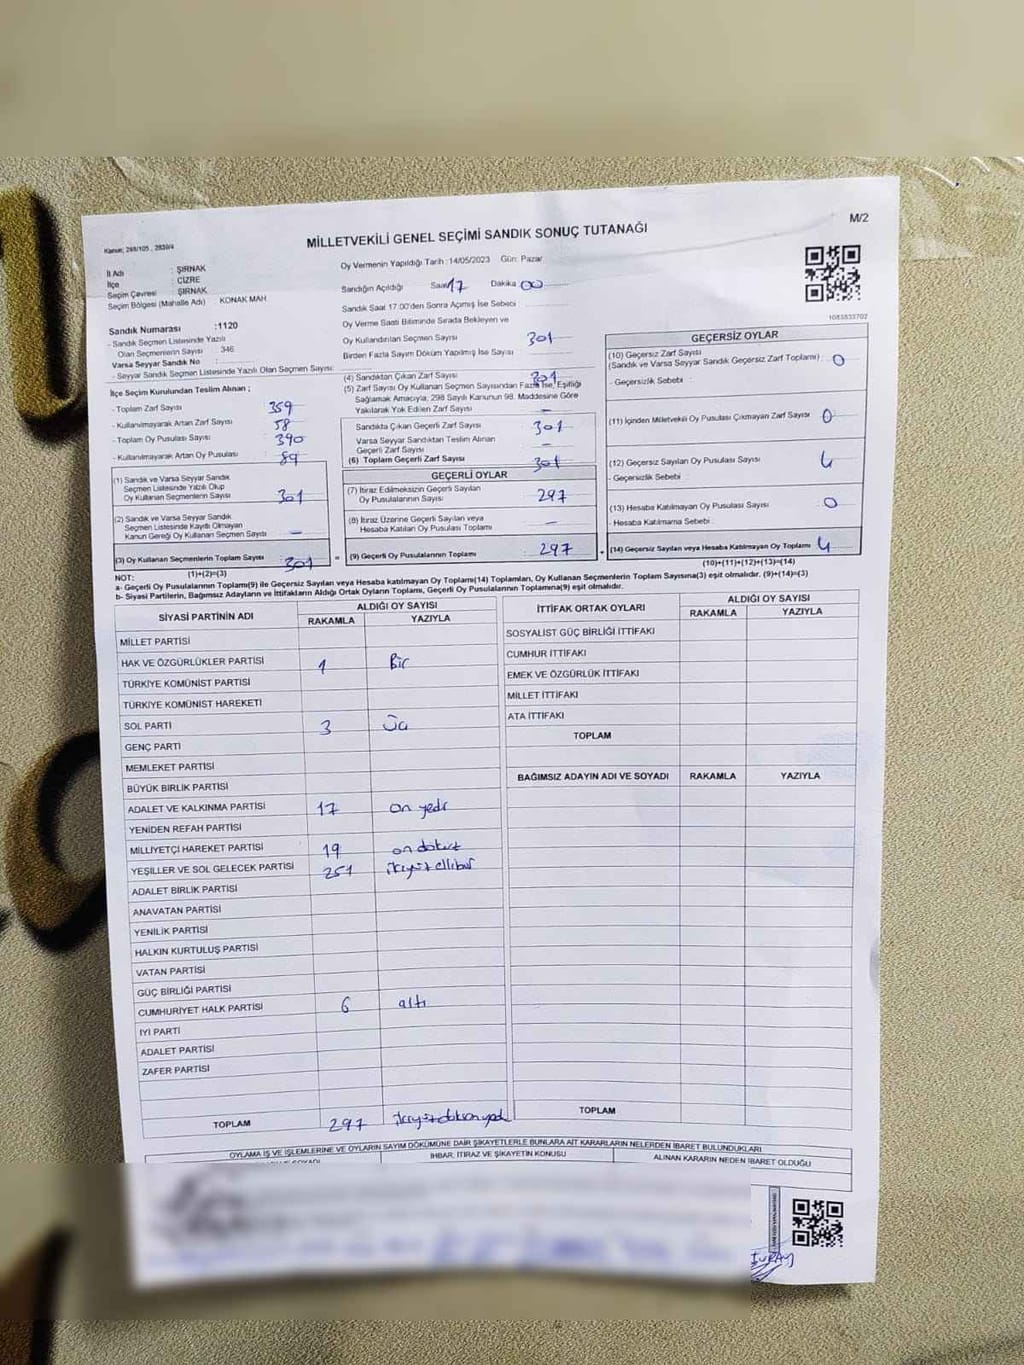 M/2
Kanun; 298/105 , 2839/4
MİLLETVEKİLİ GENEL SEÇİMİ SANDIK SONUÇ TUTANAĞI
İl Adı : ŞIRNAK
İlçe : CİZRE
Seçim Çevresi : ŞIRNAK
Seçim Bölgesi (Mahalle Adı) KONAK MAH
Sandık Numarası :1120
- Sandık Seçmen Listesinde Yazılı
Olan Seçmenlerin Sayısı 346
Varsa Seyyar Sandık No :
- Seyyar Sandık Seçmen Listesinde Yazılı Olan Seçmen Sayısı:
İlçe Seçim Kurulundan Teslim Alınan ;
- Toplam Zarf Sayısı 359
- Kullanılmayarak Artan Zarf Sayısı 58
- Toplam Oy Pusulası Sayısı 390
- Kullanılmayarak Artan Oy Pusulası 89
(1) Sandık ve Varsa Seyyar Sandık
Seçmen Listesinde Yazılı Olup
Oy Kullanan Seçmenlerin Sayısı 301
(2) Sandık ve Varsa Seyyar Sandık
Seçmen Listesinde Kayıtlı Olmayan
Kanun Gereği Oy Kullanan Seçmen Sayısı -
(3) Oy Kullanan Seçmenlerin Toplam Sayısı 301
(1)+(2)=(3)
Oy Vermenin Yapıldığı Tarih :14/05/2023 Gün: Pazar
Sandığın Açıldığı Saat 17 Dakika 00
Sandık Saat 17:00'den Sonra Açımış İse Sebebi :
Oy Verme Saati Bitiminde Sırada Bekleyen ve
Oy Kullandırılan Seçmen Sayısı 301
Birden Fazla Sayım Döküm Yapılmış İse Sayısı
(4) Sandıktan Çıkan Zarf Sayısı 301
(5) Zarf Sayısı Oy Kullanan Seçmen Sayısından Fazla İse, Eşitliği
Sağlamak Amacıyla; 298 Sayılı Kanunun 98. Maddesine Göre
Yakılarak Yok Edilen Zarf Sayısı -
Sandıkta Çıkan Geçerli Zarf Sayısı 301
Varsa Seyyar Sandıktan Teslim Alınan
Geçerli Zarf Sayısı -
(6) Toplam Geçerli Zarf Sayısı 301
GEÇERLİ OYLAR
(7) İtiraz Edilmeksizin Geçerli Sayılan
Oy Pusulalarının Sayısı 297
(8) İtiraz Üzerine Geçerli Sayılan veya
Hesaba Katılan Oy Pusulası Toplamı -
= (9) Geçerli Oy Pusulalarının Toplamı 297
1083833702
GEÇERSİZ OYLAR
(10) Geçersiz Zarf Sayısı
(Sandık ve Varsa Seyyar Sandık Geçersiz Zarf Toplamı) 0
- Geçersizlik Sebebi :
(11) İçinden Milletvekili Oy Pusulası Çıkmayan Zarf Sayısı 0
(12) Geçersiz Sayılan Oy Pusulası Sayısı 4
- Geçersizlik Sebebi :
(13) Hesaba Katılmayan Oy Pusulası Sayısı 0
- Hesaba Katılmama Sebebi :
+ (14) Geçersiz Sayılan veya Hesaba Katılmayan Oy Toplamı 4
(10)+(11)+(12)+(13)=(14)
NOT:
a- Geçerli Oy Pusulalarının Toplamı(9) ile Geçersiz Sayılan veya Hesaba katılmayan Oy Toplamı(14) Toplamları, Oy Kullanan Seçmenlerin Toplam Sayısına(3) eşit olmalıdır. (9)+(14)=(3)
b- Siyasi Partilerin, Bağımsız Adayların ve İttifakların Aldığı Ortak Oyların Toplamı, Geçerli Oy Pusulalarının Toplamına(9) eşit olmalıdır.
SİYASİ PARTİNİN ADI ALDIĞI OY SAYISI
RAKAMLA YAZIYLA
MİLLET PARTİSİ
HAK VE ÖZGÜRLÜKLER PARTİSİ 1 Bir
TÜRKİYE KOMÜNİST PARTİSİ
TÜRKİYE KOMÜNİST HAREKETİ
SOL PARTİ 3 Üç
GENÇ PARTİ
MEMLEKET PARTİSİ
BÜYÜK BİRLİK PARTİSİ
ADALET VE KALKINMA PARTİSİ 17 on yedi
YENİDEN REFAH PARTİSİ
MİLLİYETÇİ HAREKET PARTİSİ 19 on dokuz
YEŞİLLER VE SOL GELECEK PARTİSİ 251 ikiyüz ellibir
ADALET BİRLİK PARTİSİ
ANAVATAN PARTİSİ
YENİLİK PARTİSİ
HALKIN KURTULUŞ PARTİSİ
VATAN PARTİSİ
GÜÇ BİRLİĞİ PARTİSİ
CUMHURİYET HALK PARTİSİ 6 altı
İYİ PARTİ
ADALET PARTİSİ
ZAFER PARTİSİ
TOPLAM 297 ikiyüz doksan yedi
İTTİFAK ORTAK OYLARI ALDIĞI OY SAYISI
RAKAMLA YAZIYLA
SOSYALİST GÜÇ BİRLİĞİ İTTİFAKI
CUMHUR İTTİFAKI
EMEK VE ÖZGÜRLÜK İTTİFAKI
MİLLET İTTİFAKI
ATA İTTİFAKI
TOPLAM
BAĞIMSIZ ADAYIN ADI VE SOYADI RAKAMLA YAZIYLA
TOPLAM
OYLAMA İŞ VE İŞLEMLERİNE VE OYLARIN SAYIM DÖKÜMÜNE DAİR ŞİKAYETLERLE BUNLARA AİT KARARLARIN NELERDEN İBARET BULUNDUKLARI
İHBAR, İTİRAZ VE ŞİKAYETİN KONUSU ALINAN KARARIN NEDEN İBARET OLDUĞU